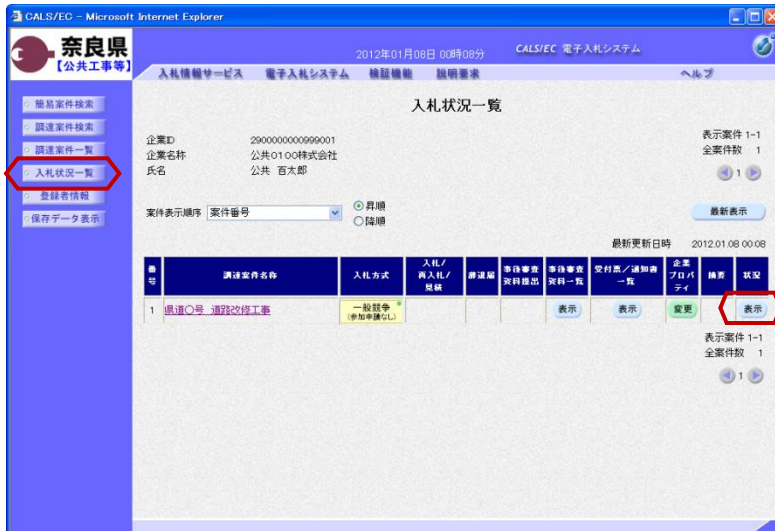 CALS/EC - Microsoft Internet Explorer
奈良県
【公共工事等】
2012年01月08日 00時08分
CALS/EC 電子入札システム
入札情報サービス 電子入札システム 検証機能 説明要求 ヘルプ
簡易案件検索
調達案件検索
調達案件一覧
入札状況一覧
登録者情報
保存データ表示
入札状況一覧
企業ID 2900000000999001
企業名称 公共0100株式会社
氏名 公共 百太郎
表示案件 1-1
全案件数 1
1
案件表示順序 案件番号
昇順
降順
最新表示
最新更新日時 2012.01.08 00:08
番号 調達案件名称 入札方式 入札/再入札/見積 辞退届 事後審査資料提出 事後審査資料一覧 受付票/通知書一覧 企業プロパティ 摘要 状況
1 県道〇号 道路改修工事 一般競争(参加申請なし) 表示 表示 変更 表示
表示案件 1-1
全案件数 1
1